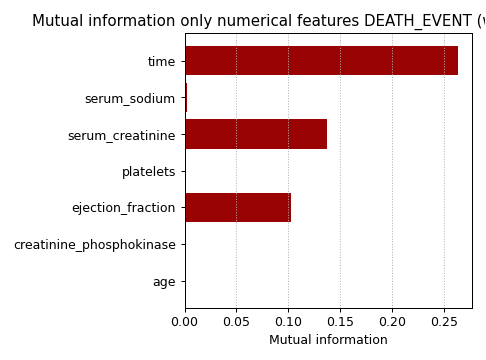 Mutual information only numerical features DEATH_EVENT (
time
serum_sodium
serum_creatinine
platelets
ejection_fraction
creatinine_phosphokinase
age
0.00 0.05 0.10 0.15 0.20 0.25
Mutual information